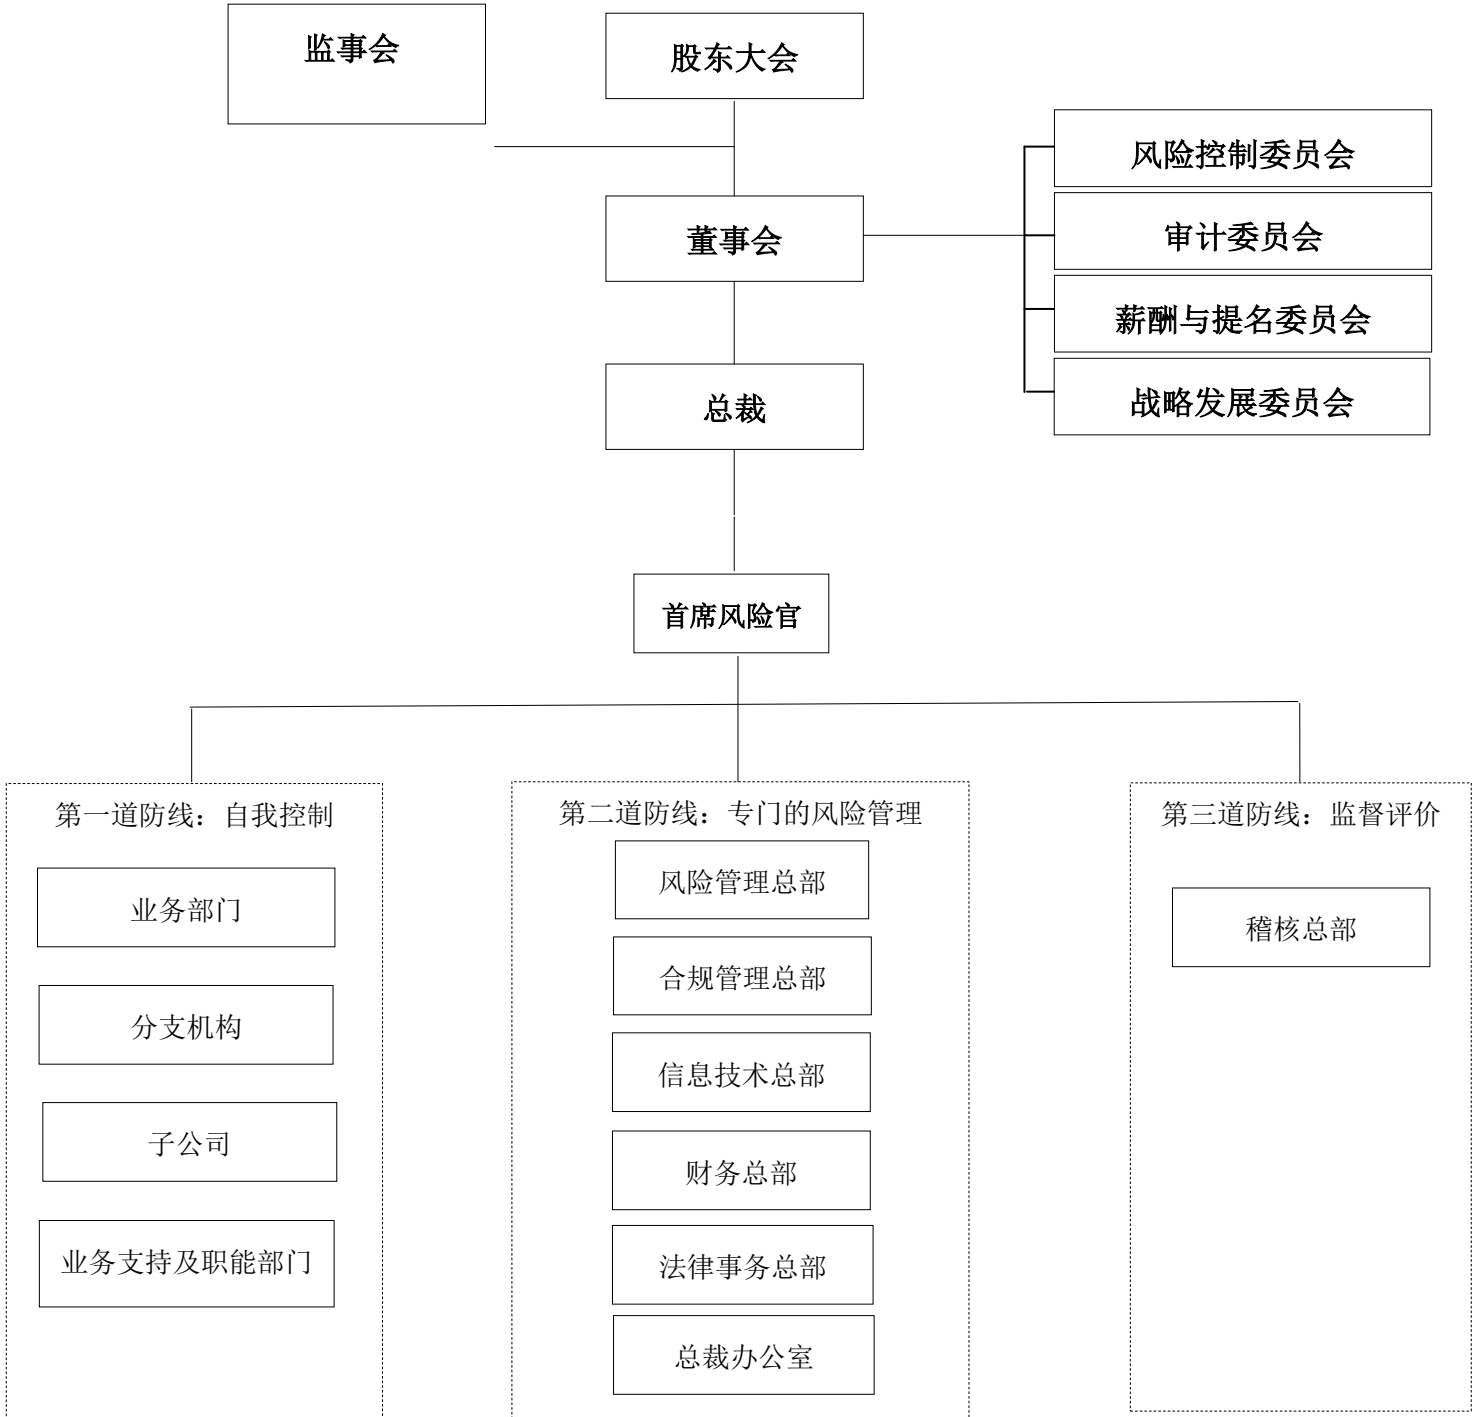 监事会
股东大会
风险控制委员会
董事会
审计委员会
薪酬与提名委员会
总裁
战略发展委员会
首席风险官
第一道防线：自我控制
业务部门
分支机构
子公司
业务支持及职能部门
第二道防线：专门的风险管理
风险管理总部
合规管理总部
信息技术总部
财务总部
法律事务总部
总裁办公室
第三道防线：监督评价
稽核总部